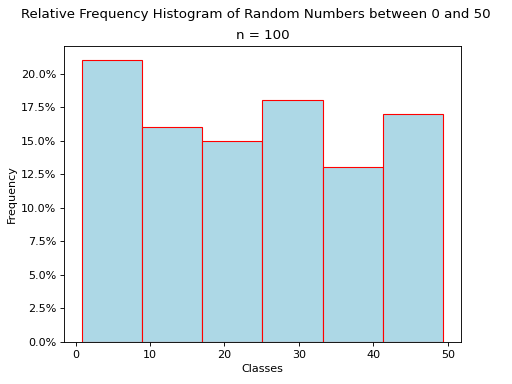 Relative Frequency Histogram of Random Numbers between 0 and 50
n = 100
20.0%
17.5%
15.0%
12.5%
10.0%
7.5%
5.0%
2.5%
0.0%
Frequency
0 10 20 30 40 50
Classes